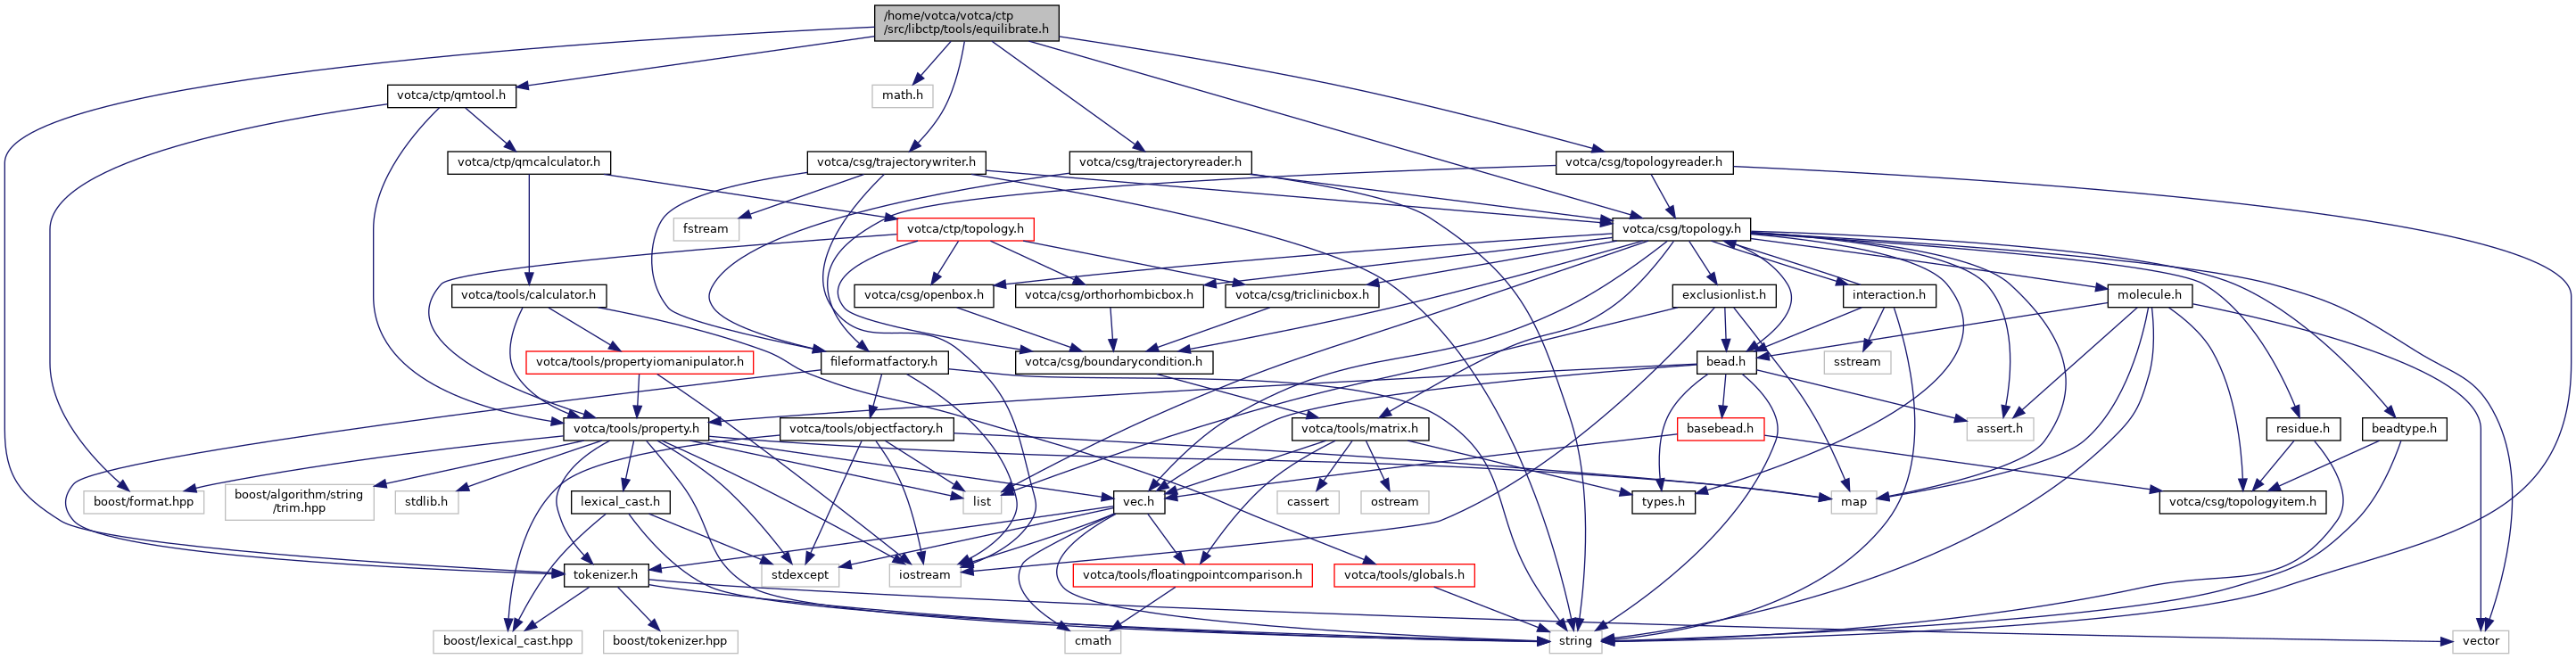 /home/votca/votca/ctp
/src/libctp/tools/equilibrate.h
votca/ctp/qmtool.h
math.h
votca/ctp/qmcalculator.h
votca/csg/trajectorywriter.h
votca/csg/trajectoryreader.h
votca/csg/topologyreader.h
fstream
votca/ctp/topology.h
votca/csg/topology.h
votca/tools/calculator.h
votca/csg/openbox.h
votca/csg/orthorhombicbox.h
votca/csg/triclinicbox.h
exclusionlist.h
interaction.h
molecule.h
votca/tools/propertyiomanipulator.h
fileformatfactory.h
votca/csg/boundarycondition.h
bead.h
sstream
votca/tools/property.h
votca/tools/objectfactory.h
votca/tools/matrix.h
basebead.h
assert.h
residue.h
beadtype.h
boost/format.hpp
boost/algorithm/string
/trim.hpp
stdlib.h
lexical_cast.h
list
vec.h
cassert
ostream
types.h
map
votca/csg/topologyitem.h
tokenizer.h
stdexcept
iostream
votca/tools/floatingpointcomparison.h
votca/tools/globals.h
boost/lexical_cast.hpp
boost/tokenizer.hpp
cmath
string
vector